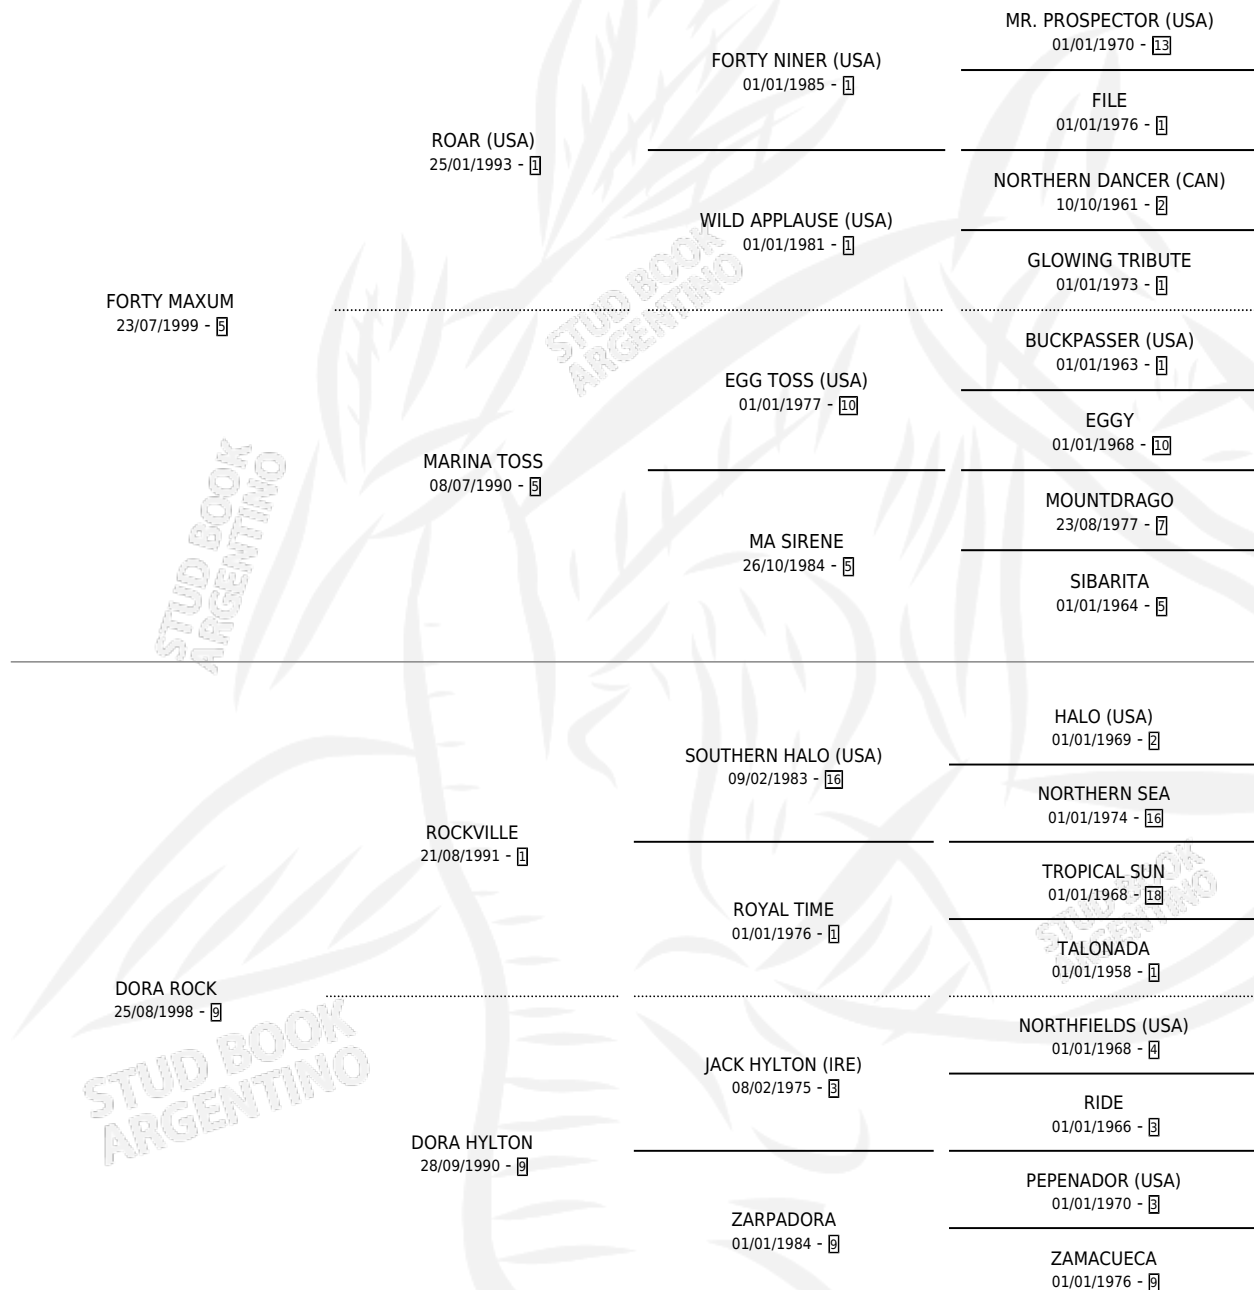 FORTY MAXUM
23/07/1999 - 5
ROAR (USA)
25/01/1993 - 1
FORTY NINER (USA)
01/01/1985 - 1
MR. PROSPECTOR (USA)
01/01/1970 - 13
FILE
01/01/1976 - 1
WILD APPLAUSE (USA)
01/01/1981 - 1
NORTHERN DANCER (CAN)
10/10/1961 - 2
GLOWING TRIBUTE
01/01/1973 - 1
MARINA TOSS
08/07/1990 - 5
EGG TOSS (USA)
01/01/1977 - 10
BUCKPASSER (USA)
01/01/1963 - 1
EGGY
01/01/1968 - 10
MA SIRENE
26/10/1984 - 5
MOUNTDRAGO
23/08/1977 - 7
SIBARITA
01/01/1964 - 5
DORA ROCK
25/08/1998 - 9
ROCKVILLE
21/08/1991 - 1
SOUTHERN HALO (USA)
09/02/1983 - 16
HALO (USA)
01/01/1969 - 2
NORTHERN SEA
01/01/1974 - 16
ROYAL TIME
01/01/1976 - 1
TROPICAL SUN
01/01/1968 - 18
TALONADA
01/01/1958 - 1
DORA HYLTON
28/09/1990 - 9
JACK HYLTON (IRE)
08/02/1975 - 3
NORTHFIELDS (USA)
01/01/1968 - 4
RIDE
01/01/1966 - 3
ZARPADORA
01/01/1984 - 9
PEPENADOR (USA)
01/01/1970 - 3
ZAMACUECA
01/01/1976 - 9
STUD BOOK
ARGENTINO
STUD BOOK
ARGENTINO
STUD BOOK
ARGENTINO
STUD BOOK
ARGENTINO